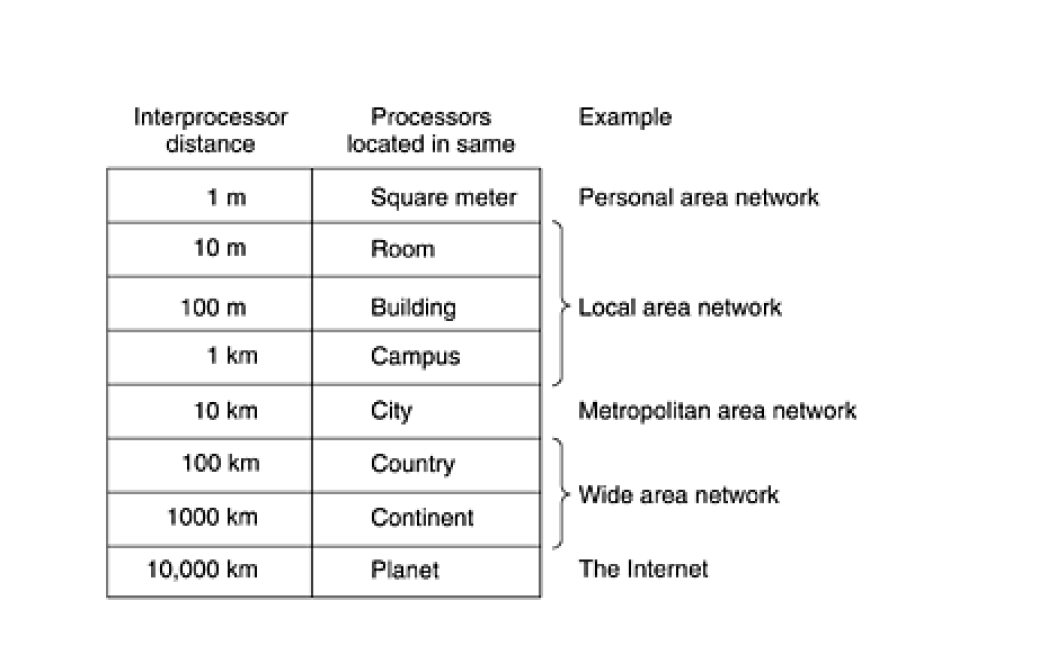 Interprocessor distance Processors located in same Example
1 m Square meter Personal area network
10 m Room
100 m Building Local area network
1 km Campus
10 km City Metropolitan area network
100 km Country
Wide area network
1000 km Continent
10,000 km Planet The Internet